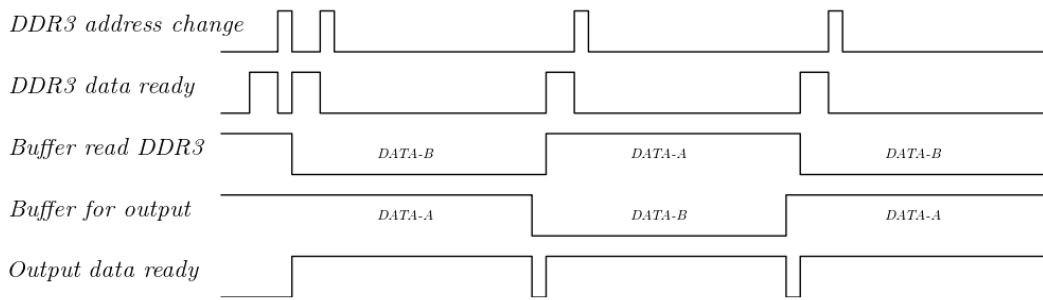 DDR3 address change
DDR3 data ready
Buffer read DDR3 DATA-B DATA-A DATA-B
Buffer for output DATA-A DATA-B DATA-A
Output data ready